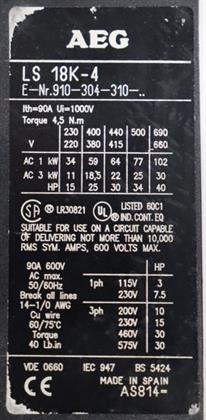 AEG
LS 18K-4
E-Nr.910-304-310-..
Ith=90A Ui=1000V
Torque 4,5 N.m
230 400 440 500 690
V 220 380 415 660
AC 1 kW 34 59 64 77 102
AC 3 kW 11 18,5 22 25 30
HP 15 25 30 34 40
SA ® LR30821 UL ® LISTED 60C1
IND. CONT. EQ
SUITABLE FOR USE ON A CIRCUIT CAPABLE
OF DELIVERING NOT MORE THAN 10,000
RMS SYM. AMPS, 600 VOLTS MAX.
90A 600V HP
AC max.
50/60Hz 1ph 115V 3
Break all lines 230V 7.5
14-1/0 AWG
Cu wire 3ph 200V 10
60/75°C 230V 15
Torque 460V 30
40 Lb.in 575V 30
VDE 0660 IEC 947 BS 5424
CE MADE IN SPAIN
AS814=